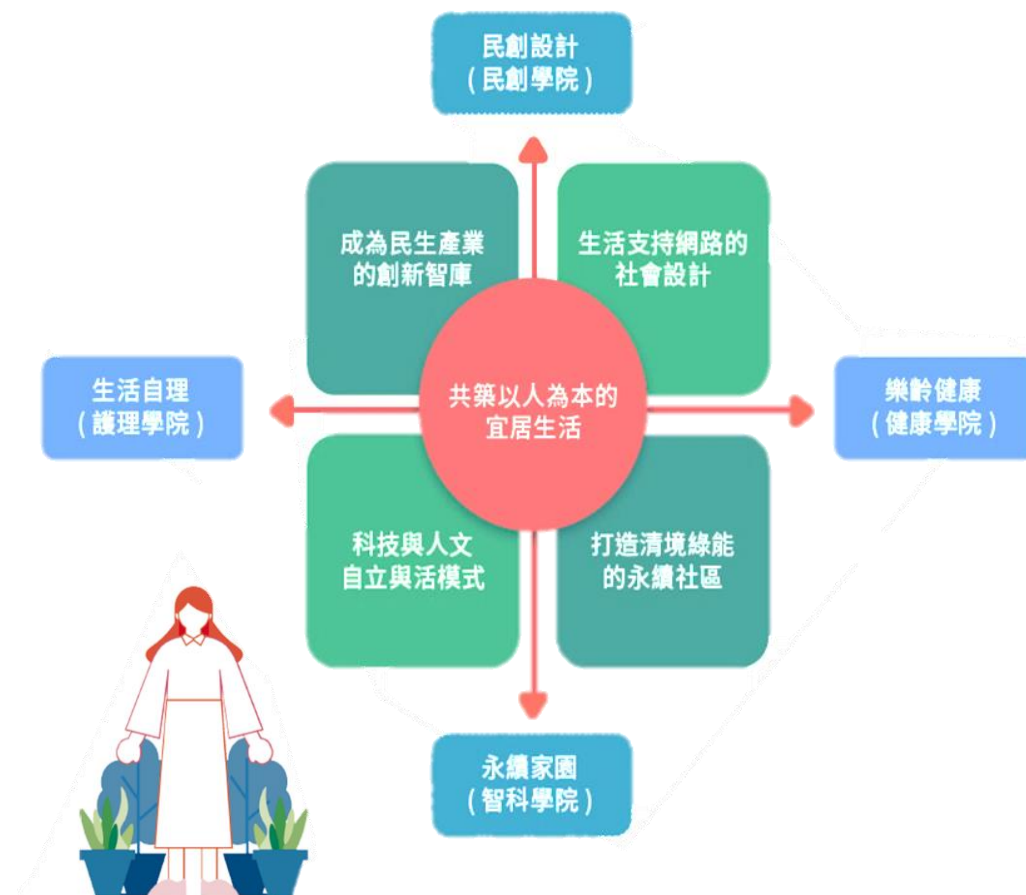 民創設計
(民創學院)
成為民生產業
的創新智庫
生活支持網路的
社會設計
生活自理
(護理學院)
共築以人為本的
宜居生活
樂齡健康
(健康學院)
科技與人文
自立與活模式
打造清境綠能
的永續社區
永續家園
(智科學院)